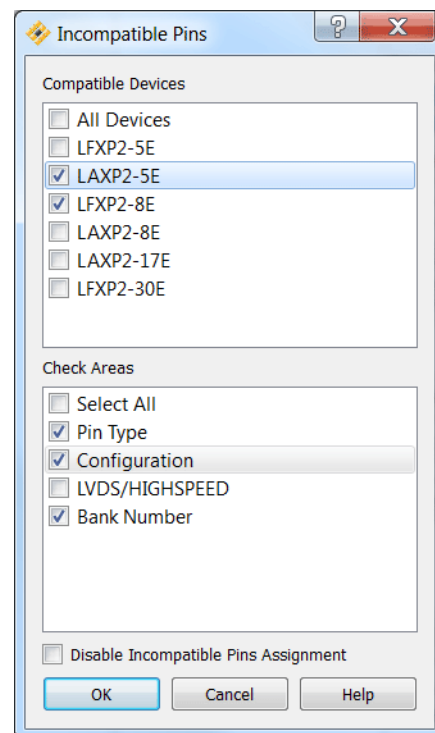 Incompatible Pins
Compatible Devices
All Devices
LFXP2-5E
LAXP2-5E
LFXP2-8E
LAXP2-8E
LAXP2-17E
LFXP2-30E
Check Areas
Select All
Pin Type
Configuration
LVDS/HIGHSPEED
Bank Number
Disable Incompatible Pins Assignment
OK Cancel Help